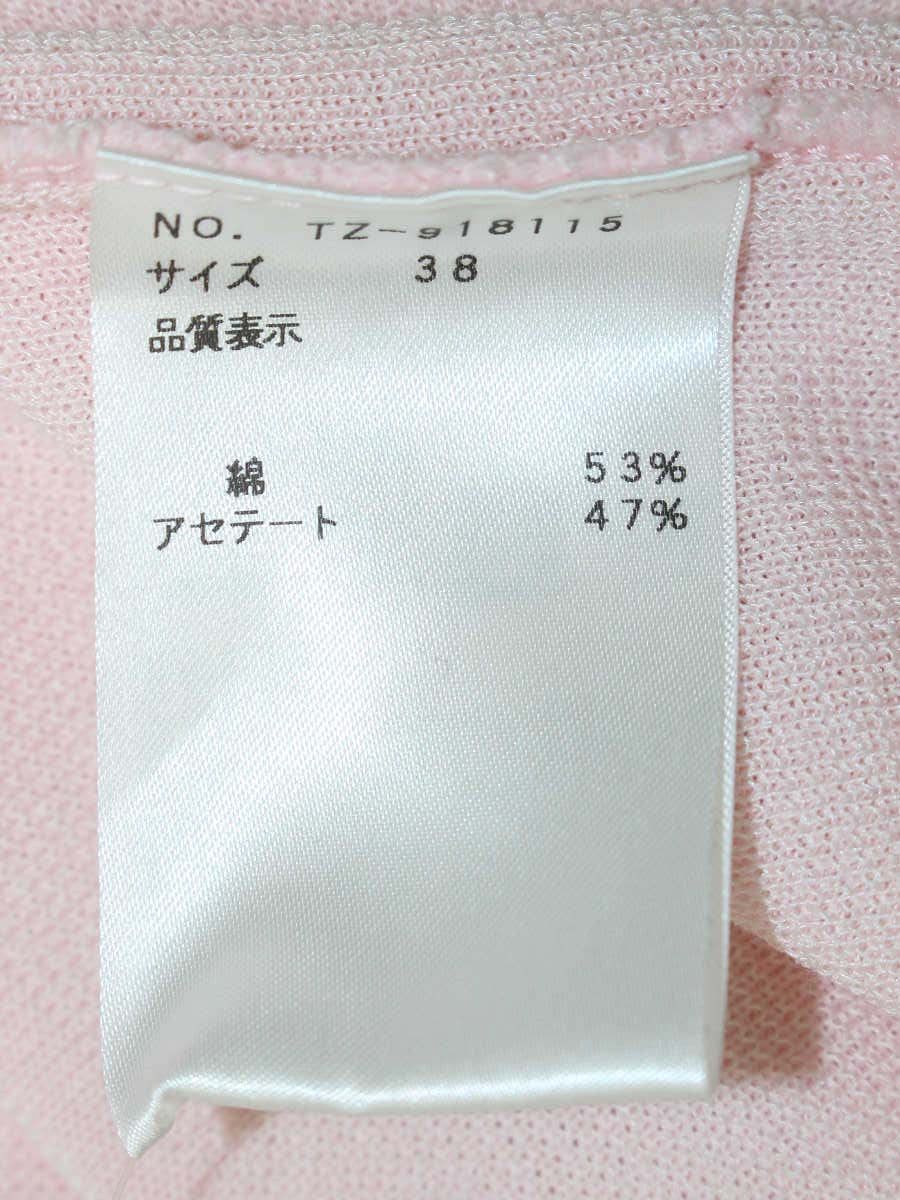 NO. TZ-918115
サイズ 38
品質表示
綿 53%
アセテート 47%